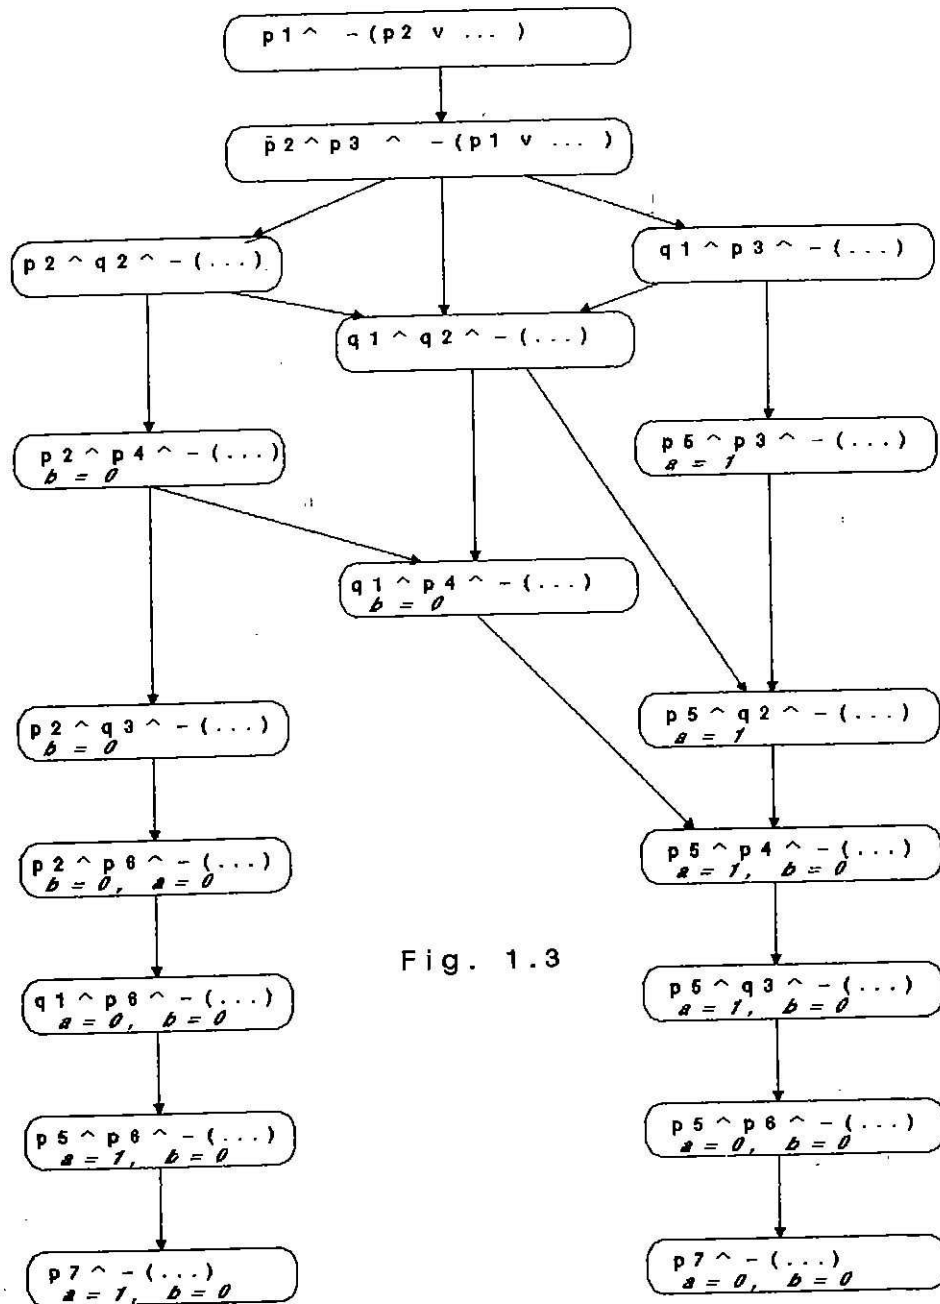 p1 ^ -(p2 v ...)
p2^p3 ^ -(p1 v ...)
p2^q2^-(...)
q1^p3^-(...)
q1^q2^-(...)
p2^p4^-(...)
b = 0
p5^p3^-(...)
a = 1
q1^p4^-(...)
b = 0
p2^q3^-(...)
b = 0
p5^q2^-(...)
a = 1
p2^p6^-(...)
b = 0, a = 0
p5^p4^-(...)
a = 1, b = 0
Fig. 1.3
q1^p6^-(...)
a = 0, b = 0
p5^q3^-(...)
a = 1, b = 0
p5^p6^-(...)
a = 1, b = 0
p5^p6^-(...)
a = 0, b = 0
p7^-(...)
a = 1, b = 0
p7^-(...)
a = 0, b = 0